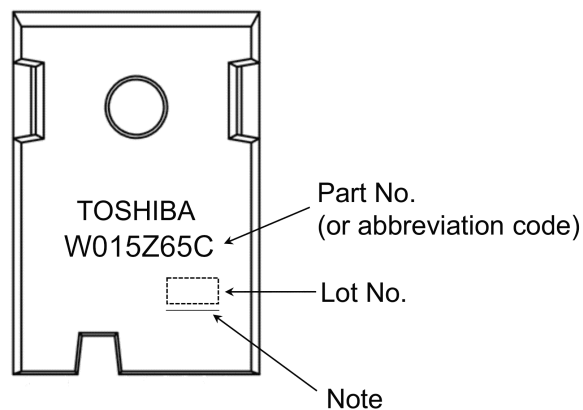 TOSHIBA
W015Z65C
Part No.
(or abbreviation code)
Lot No.
Note